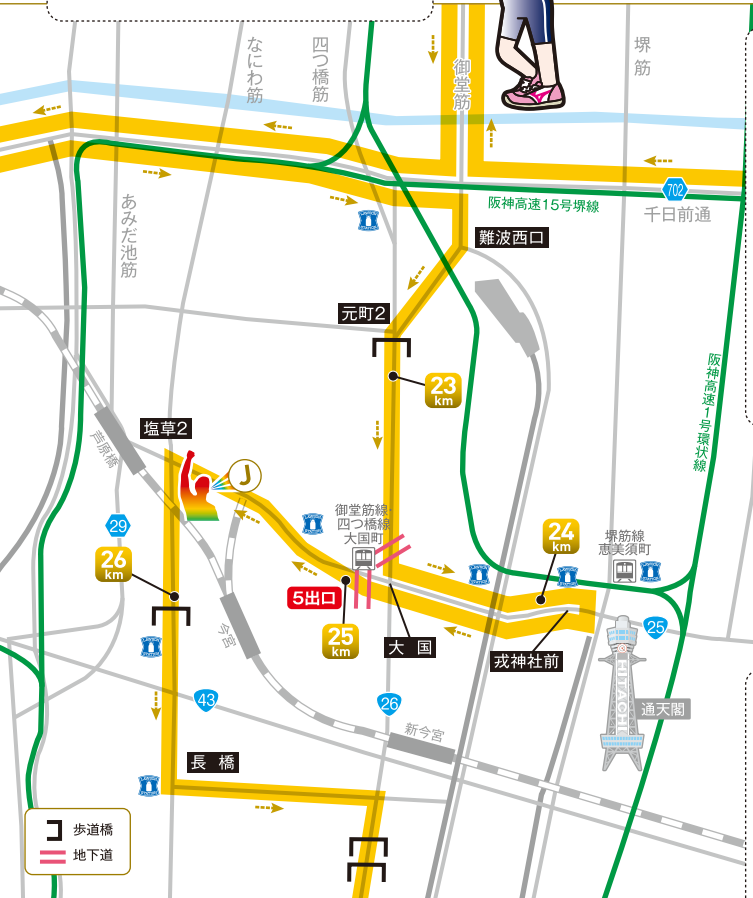 なにわ筋
四つ橋筋
御堂筋
堺筋
702
阪神高速15号堺線
千日前通
あみだ池筋
難波西口
元町2
23
km
阪神高速1号環状線
塩草2
J
芦原橋
御堂筋線・
四つ橋線
大国町
29
24
km
堺筋線
恵美須町
26
km
5出口
25
km
今宮
大国
戎神社前
25
HITACHI
通天閣
43
26
新今宮
長橋
歩道橋
地下道